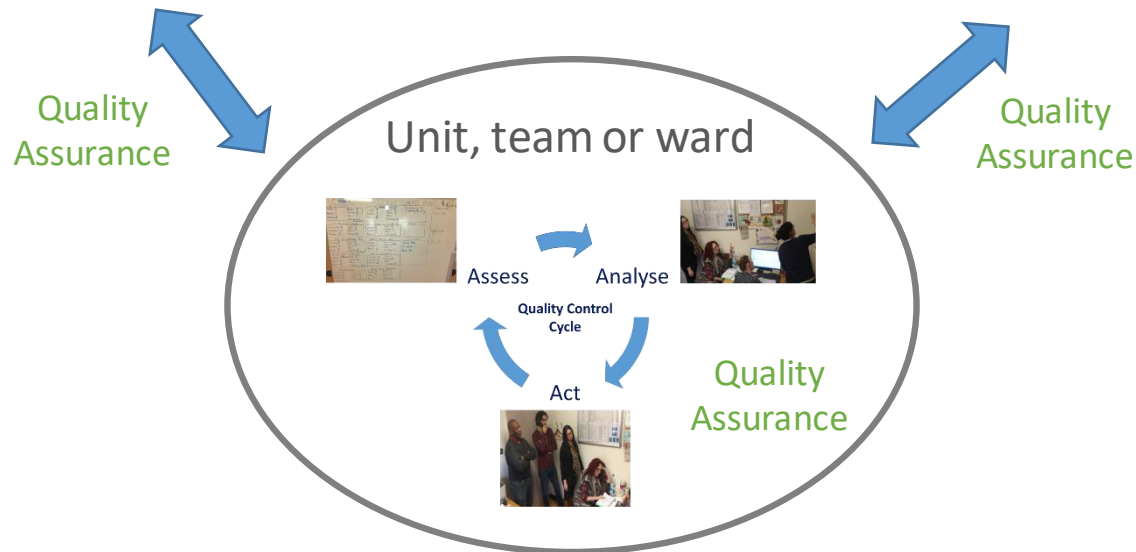 Quality
Assurance
Quality
Assurance
Unit, team or ward
Assess
Analyse
Quality Control
Cycle
Act
Quality
Assurance